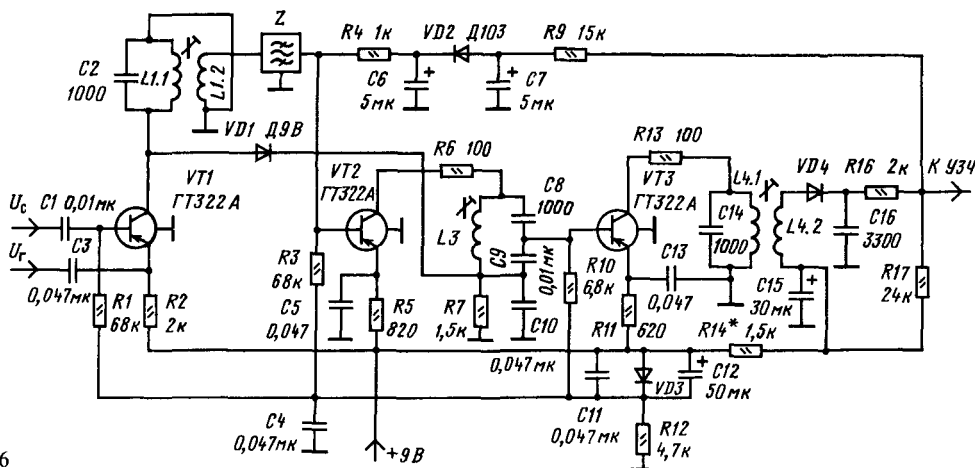 Z
R4 1к
VD2 Д103
R9 15к
C2
1000
L1.1
L1.2
C6
5мк
+
C7
5мк
+
VD1 Д9В
R6 100
R13 100
VT1
ГТ322А
VT2
ГТ322А
VT3
ГТ322А
L4.1
VD4
R16 2к
К УЗЧ
C1 0,01мк
Uс
Uг
C3
0,047мк
R3
68к
L3
C8
1000
C9
0,01мк
C14
1000
L4.2
C16
3300
R10
6,8к
C13
0,047
R17
24к
R1
68к
R2
2к
C5
0,047
R5
820
R7
1,5к
C10
0,047мк
R11
620
C15
30мк
+
R14* 1,5к
C12
50мк
+
VD3
C4
0,047мк
+9В
C11
0,047мк
R12
4,7к
6